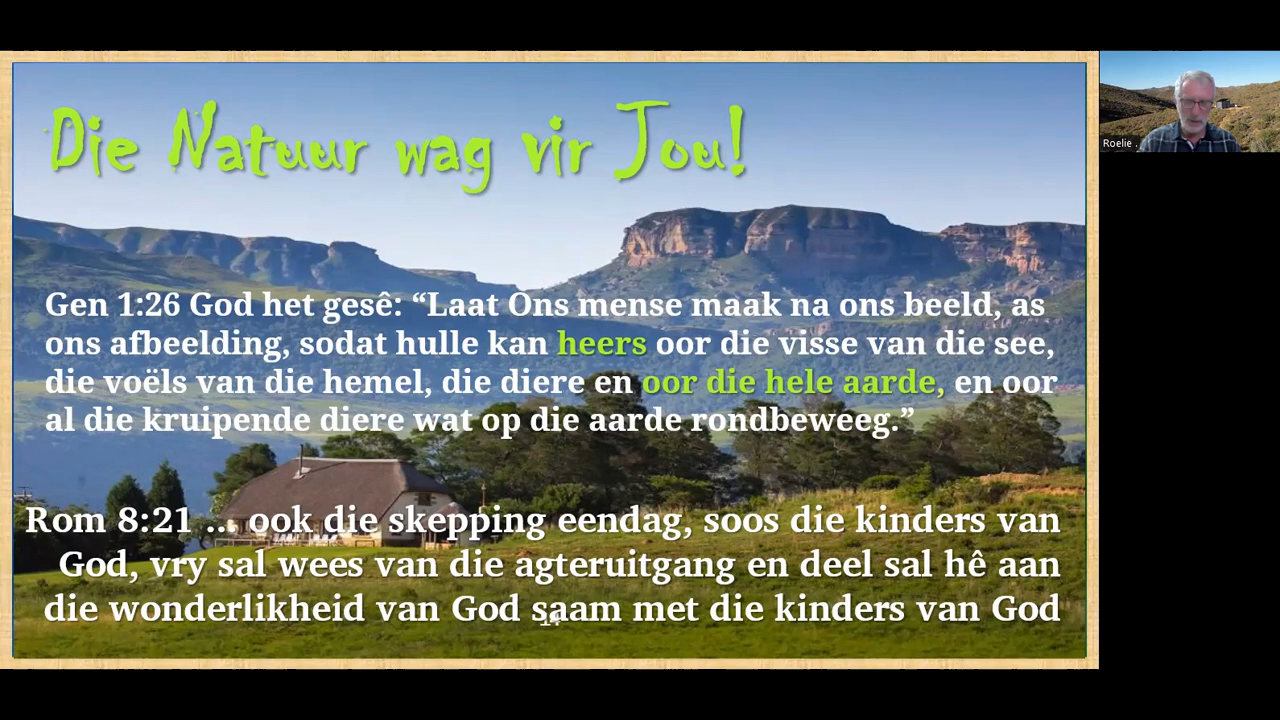 Die Natuur wag vir Jou!
Gen 1:26 God het gesê: “Laat Ons mense maak na ons beeld, as
ons afbeelding, sodat hulle kan heers oor die visse van die see,
die voëls van die hemel, die diere en oor die hele aarde, en oor
al die kruipende diere wat op die aarde rondbeweeg.”
Rom 8:21 ... ook die skepping eendag, soos die kinders van
God, vry sal wees van die agteruitgang en deel sal hê aan
die wonderlikheid van God saam met die kinders van God
Roelie .